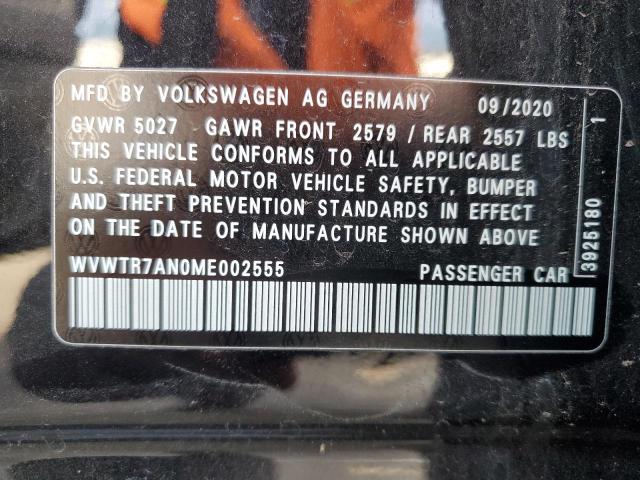 MFD BY VOLKSWAGEN AG GERMANY 09/2020
GVWR 5027 GAWR FRONT 2579 / REAR 2557 LBS
THIS VEHICLE CONFORMS TO ALL APPLICABLE
U.S. FEDERAL MOTOR VEHICLE SAFETY, BUMPER
AND THEFT PREVENTION STANDARDS IN EFFECT
ON THE DATE OF MANUFACTURE SHOWN ABOVE
WVWTR7AN0ME002555 PASSENGER CAR
3925180 1